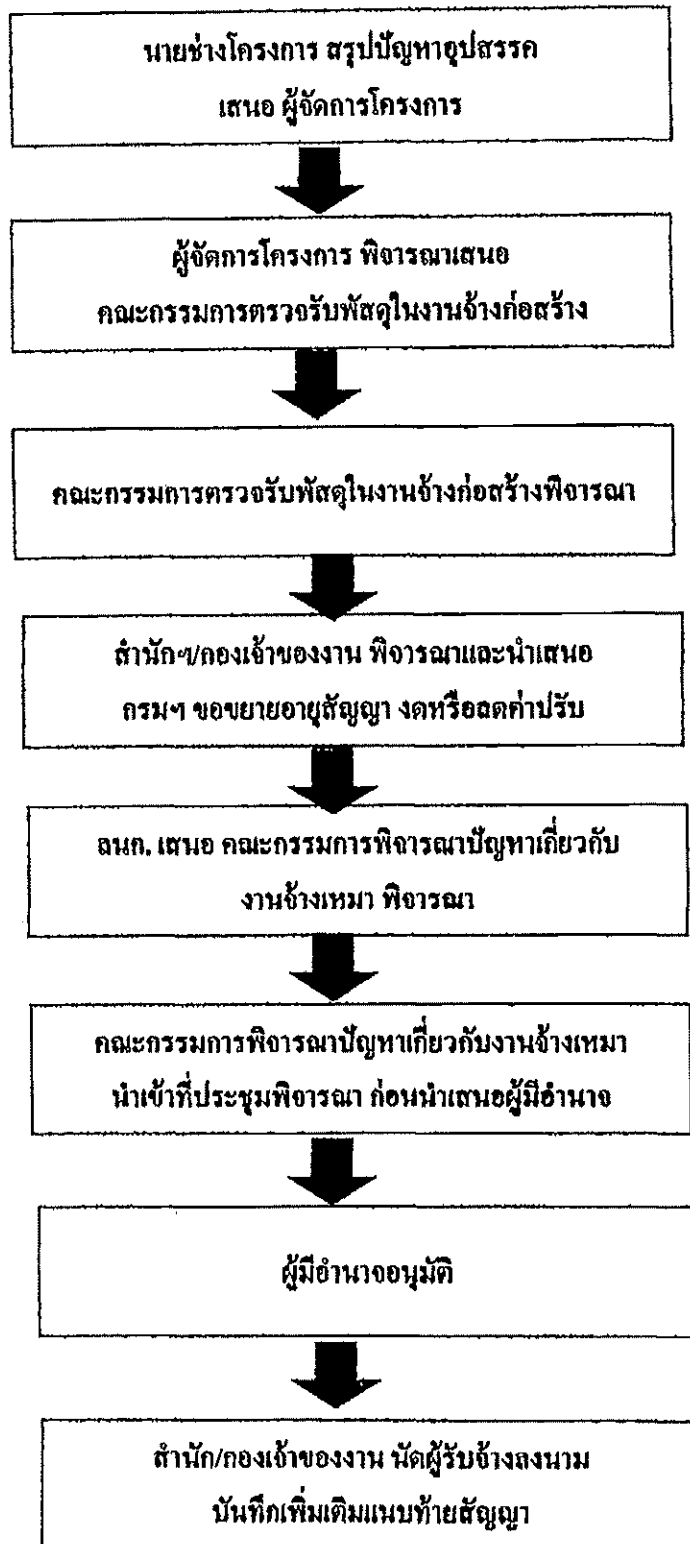 นายช่างโครงการ สรุปปัญหาอุปสรรค
เสนอ ผู้จัดการโครงการ
ผู้จัดการโครงการ พิจารณาเสนอ
คณะกรรมการตรวจรับพัสดุในงานจ้างก่อสร้าง
คณะกรรมการตรวจรับพัสดุในงานจ้างก่อสร้างพิจารณา
สำนักฯ/กองเจ้าของงาน พิจารณาและนำเสนอ
กรมฯ ขอขยายอายุสัญญา งดหรือลดค่าปรับ
ลนก. เสนอ คณะกรรมการพิจารณาปัญหาเกี่ยวกับ
งานจ้างเหมา พิจารณา
คณะกรรมการพิจารณาปัญหาเกี่ยวกับงานจ้างเหมา
นำเข้าที่ประชุมพิจารณา ก่อนนำเสนอผู้มีอำนาจ
ผู้มีอำนาจอนุมัติ
สำนัก/กองเจ้าของงาน นัดผู้รับจ้างลงนาม
บันทึกเพิ่มเติมแนบท้ายสัญญา